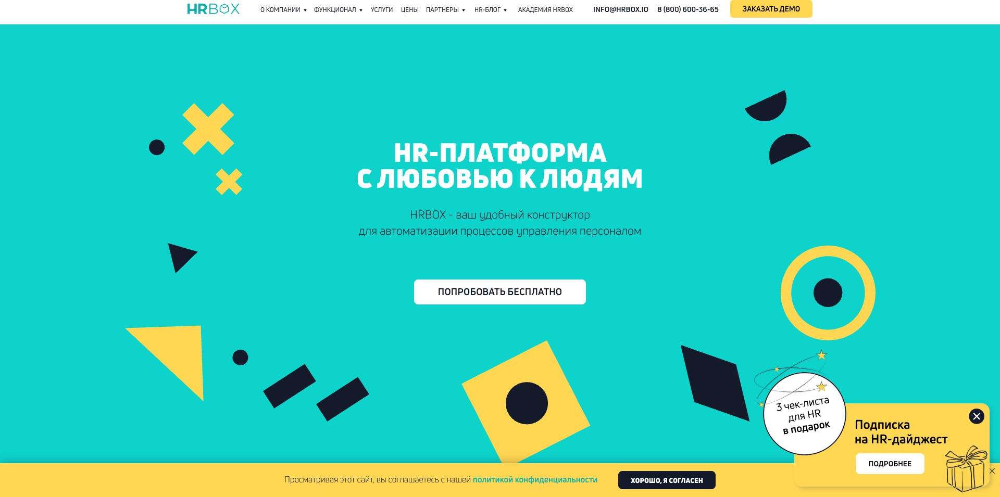 HRBOX
О КОМПАНИИ ФУНКЦИОНАЛ УСЛУГИ ЦЕНЫ ПАРТНЕРЫ HR-БЛОГ АКАДЕМИЯ HRBOX INFO@HRBOX.IO 8 (800) 600-36-65 ЗАКАЗАТЬ ДЕМО
HR-ПЛАТФОРМА
С ЛЮБОВЬЮ К ЛЮДЯМ
HRBOX - ваш удобный конструктор
для автоматизации процессов управления персоналом
ПОПРОБОВАТЬ БЕСПЛАТНО
3 чек-листа
для HR
в подарок
Подписка
на HR-дайджест
ПОДРОБНЕЕ
Просматривая этот сайт, вы соглашаетесь с нашей политикой конфиденциальности
ХОРОШО, Я СОГЛАСЕН